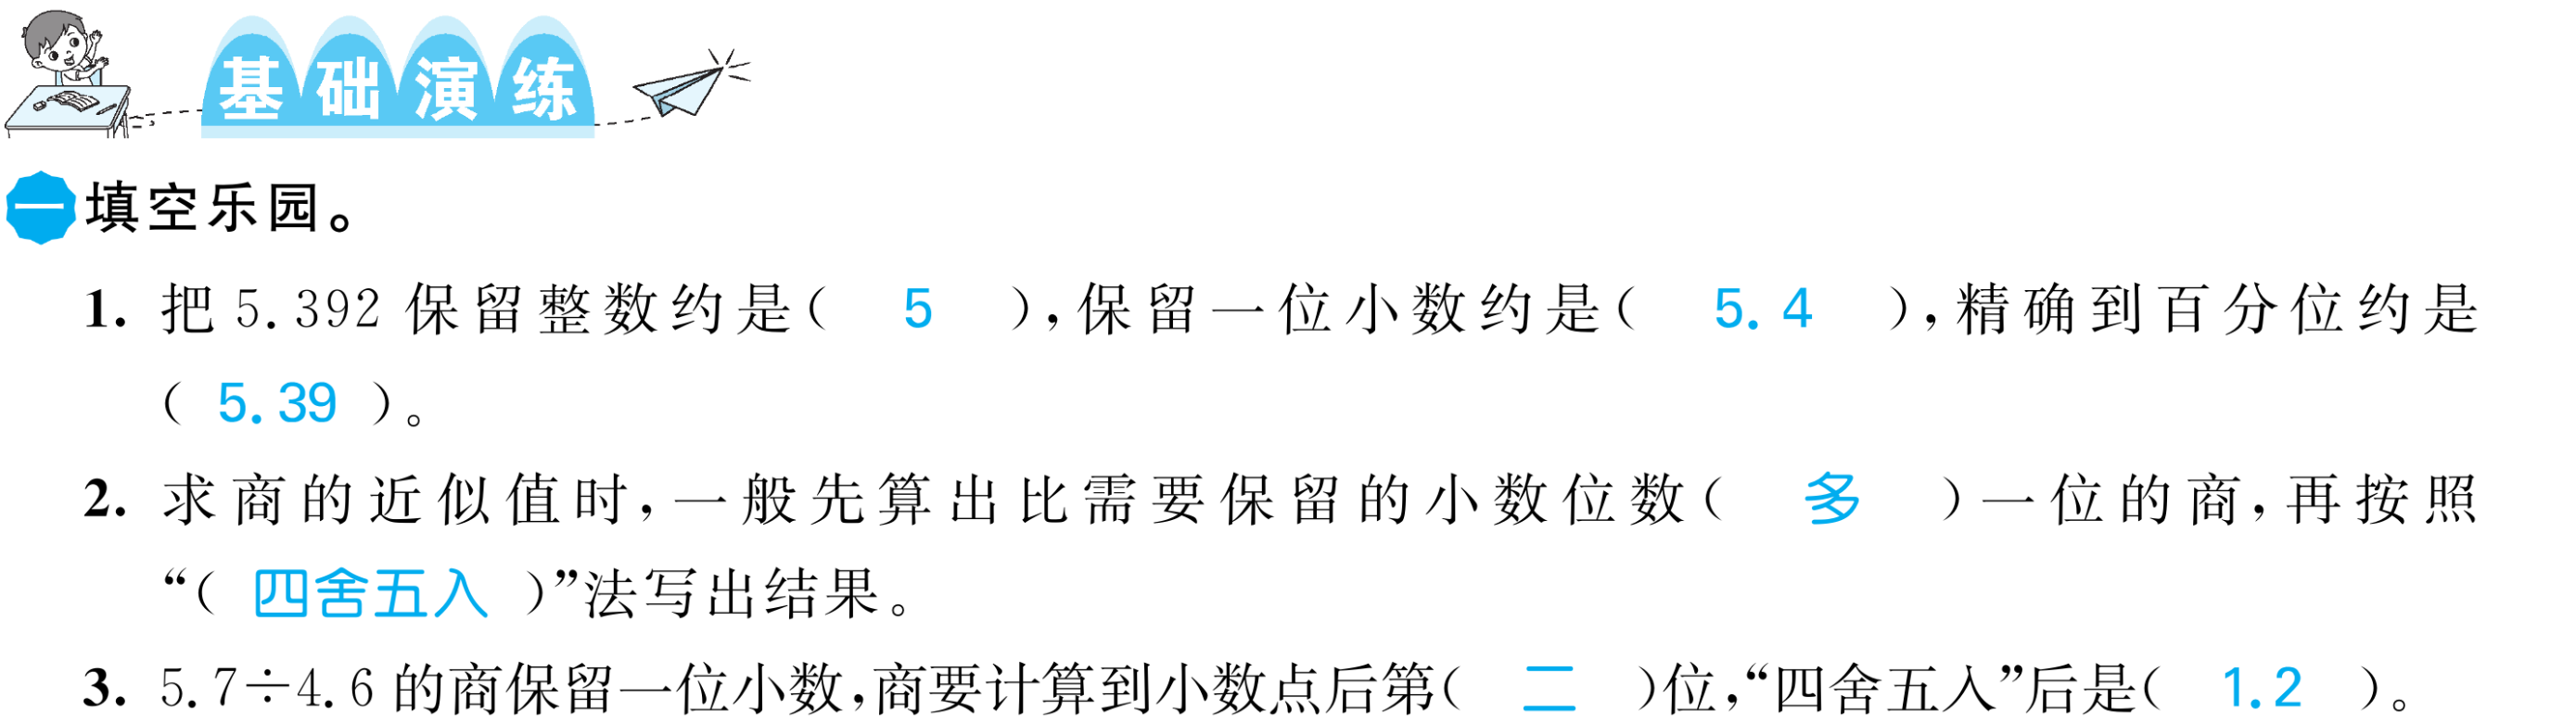 基础演练
一 填空乐园。
1. 把 5.392 保留整数约是( 5 ),保留一位小数约是( 5.4 ),精确到百分位约是
( 5.39 )。
2. 求商的近似值时,一般先算出比需要保留的小数位数( 多 )一位的商,再按照
“( 四舍五入 )”法写出结果。
3. 5.7÷4.6 的商保留一位小数,商要计算到小数点后第( 二 )位,“四舍五入”后是( 1.2 )。